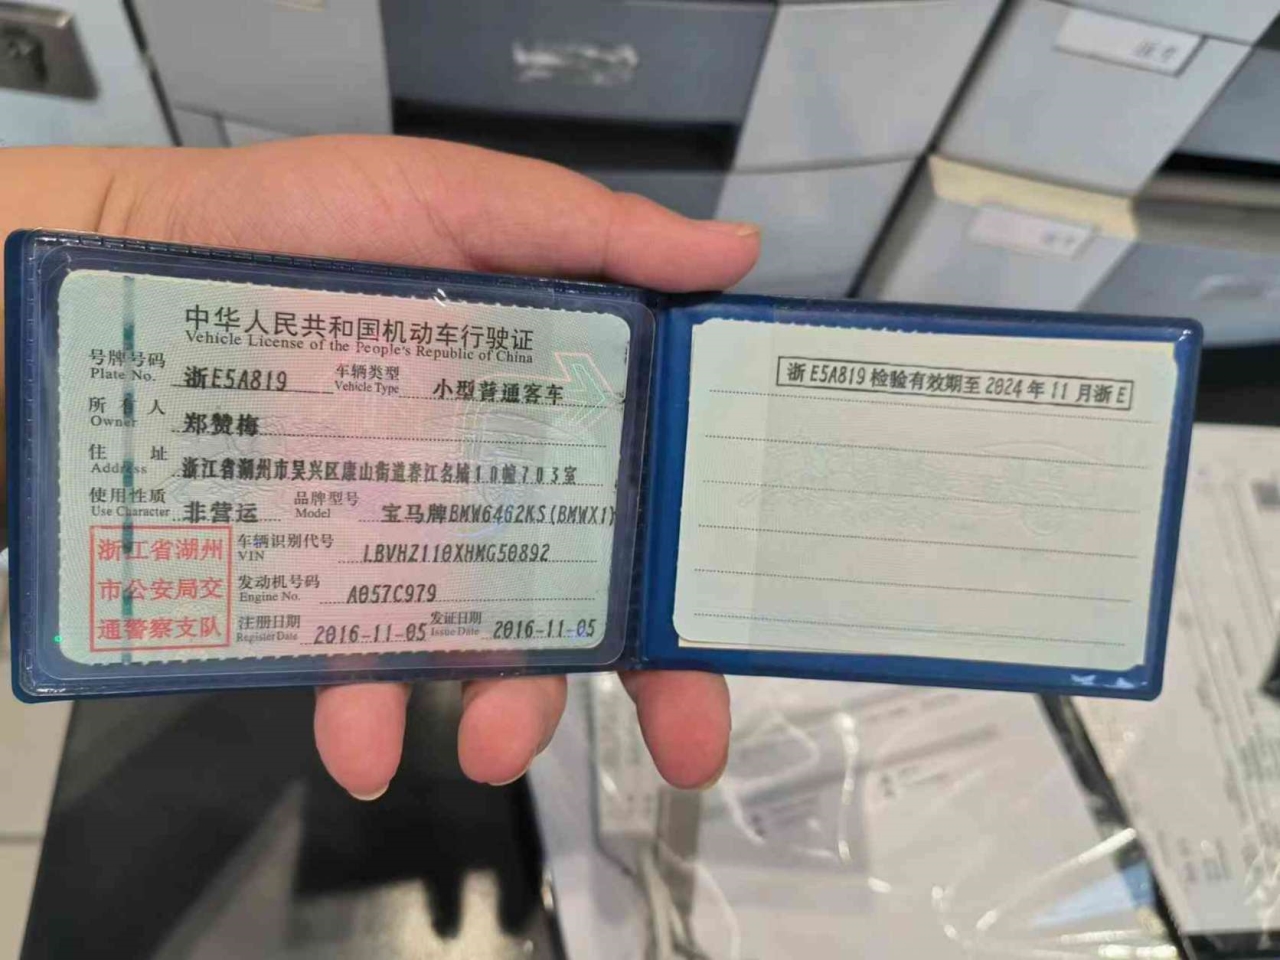 中华人民共和国机动车行驶证
Vehicle License of the People's Republic of China
号牌号码 浙E5A819 车辆类型 小型普通客车
Plate No. Vehicle Type
所有人 郑赞梅
Owner
住址 浙江省湖州市吴兴区康山街道春江名城10幢703室
Address
使用性质 非营运 品牌型号 宝马牌BMW6462KS(BMWX1)
Use Character Model
浙江省湖州
市公安局交
通警察支队
车辆识别代号 LBVHZ110XHMG50892
VIN
发动机号码 A057C979
Engine No.
注册日期 2016-11-05 发证日期 2016-11-05
Register Date Issue Date
浙E5A819检验有效期至2024年11月浙E